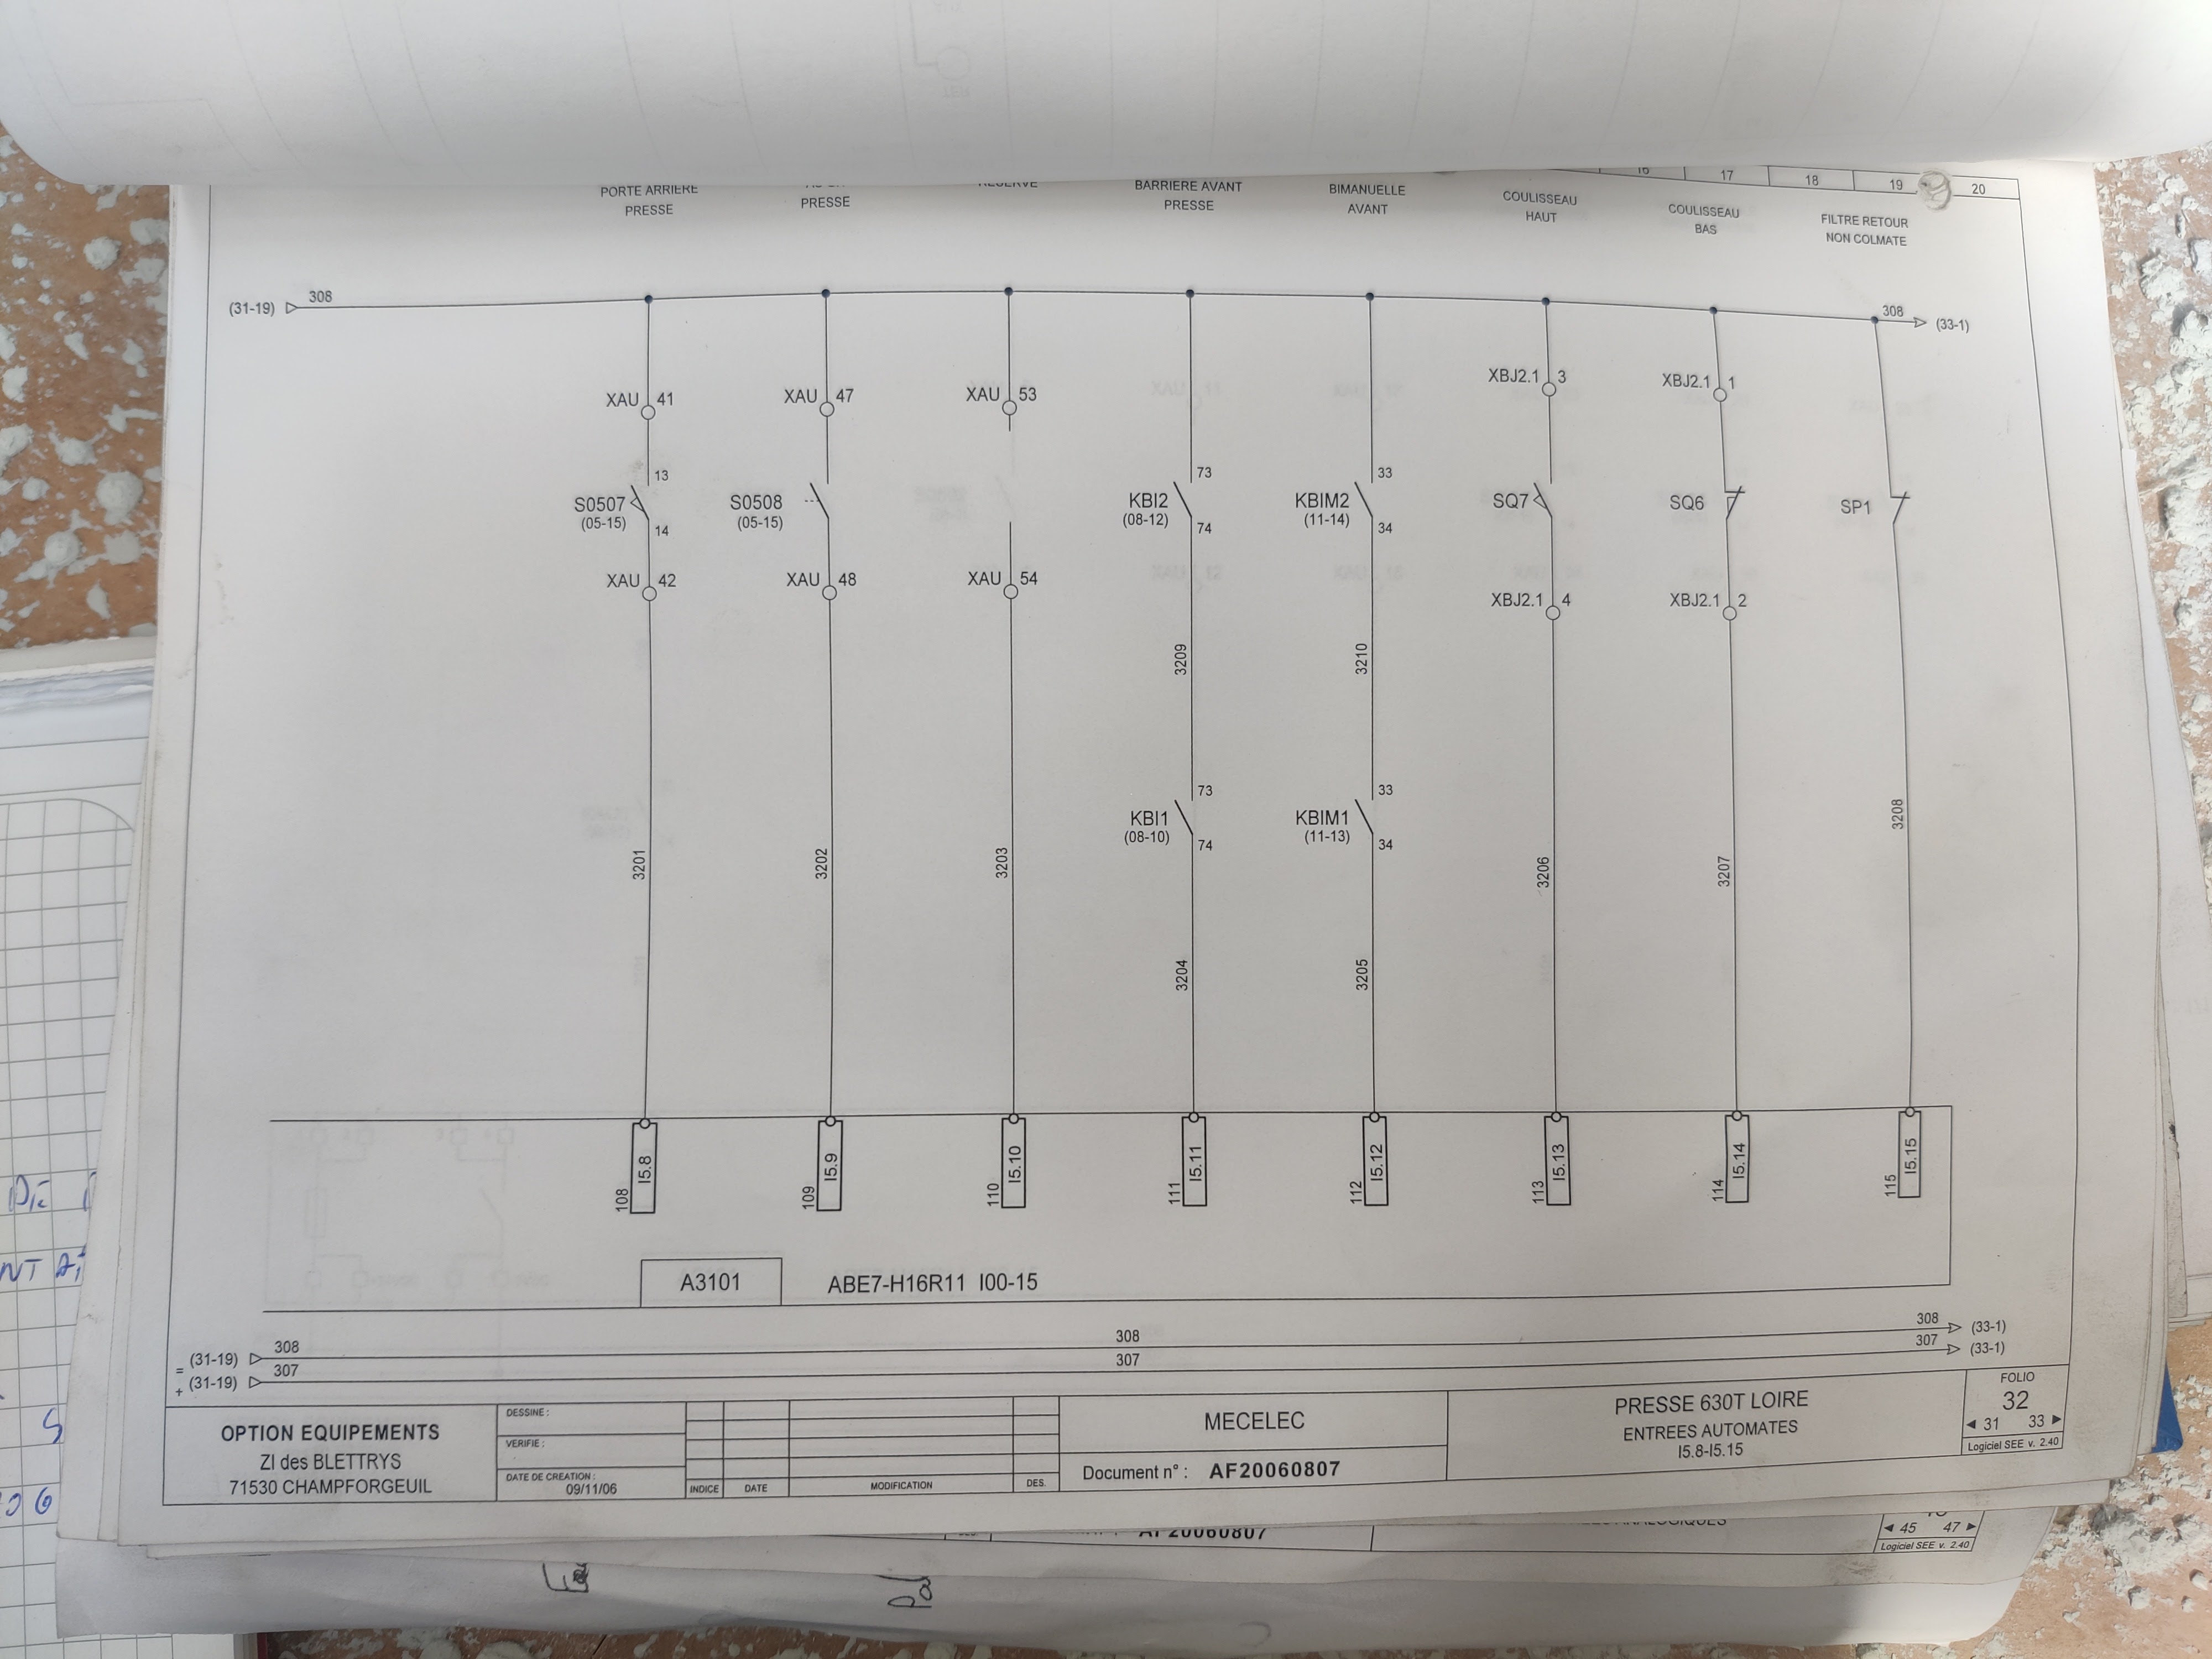 16 17 18 19 20
PORTE ARRIERE
PRESSE
PRESSE
RESERVE
BARRIERE AVANT
PRESSE
BIMANUELLE
AVANT
COULISSEAU
HAUT
COULISSEAU
BAS
FILTRE RETOUR
NON COLMATE
(31-19) 308
308 (33-1)
XAU 41
XAU 47
XAU 53
XBJ2.1 3
XBJ2.1 1
13
S0507
(05-15)
14
S0508
(05-15)
73
KBI2
(08-12)
74
33
KBIM2
(11-14)
34
SQ7
SQ6
SP1
XAU 42
XAU 48
XAU 54
XBJ2.1 4
XBJ2.1 2
3209
3210
73
KBI1
(08-10)
74
33
KBIM1
(11-13)
34
3201
3202
3203
3204
3205
3206
3207
3208
108 I5.8
109 I5.9
110 I5.10
111 I5.11
112 I5.12
113 I5.13
114 I5.14
115 I5.15
A3101 ABE7-H16R11 I00-15
= (31-19) 308 308 308 (33-1)
+ (31-19) 307 307 307 (33-1)
OPTION EQUIPEMENTS
ZI des BLETTRYS
71530 CHAMPFORGEUIL
DESSINE :
VERIFIE :
DATE DE CREATION :
09/11/06
INDICE DATE MODIFICATION DES.
MECELEC
Document n° : AF20060807
PRESSE 630T LOIRE
ENTREES AUTOMATES
I5.8-I5.15
FOLIO
32
◄ 31 33 ►
Logiciel SEE v. 2.40
AF20060807
◄ 45 47 ►
Logiciel SEE v. 2.40